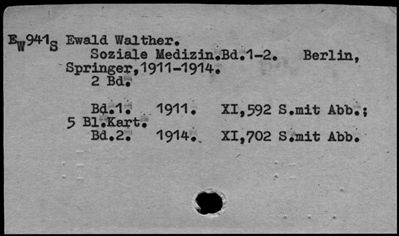 EW941S Ewald Walther.
Soziale Medizin.Bd.1-2. Berlin,
Springer,1911-1914.
2 Bd.
Bd.1. 1911. XI,592 S.mit Abb.;
5 Bl.Kart.
Bd.2. 1914. XI,702 S.mit Abb.